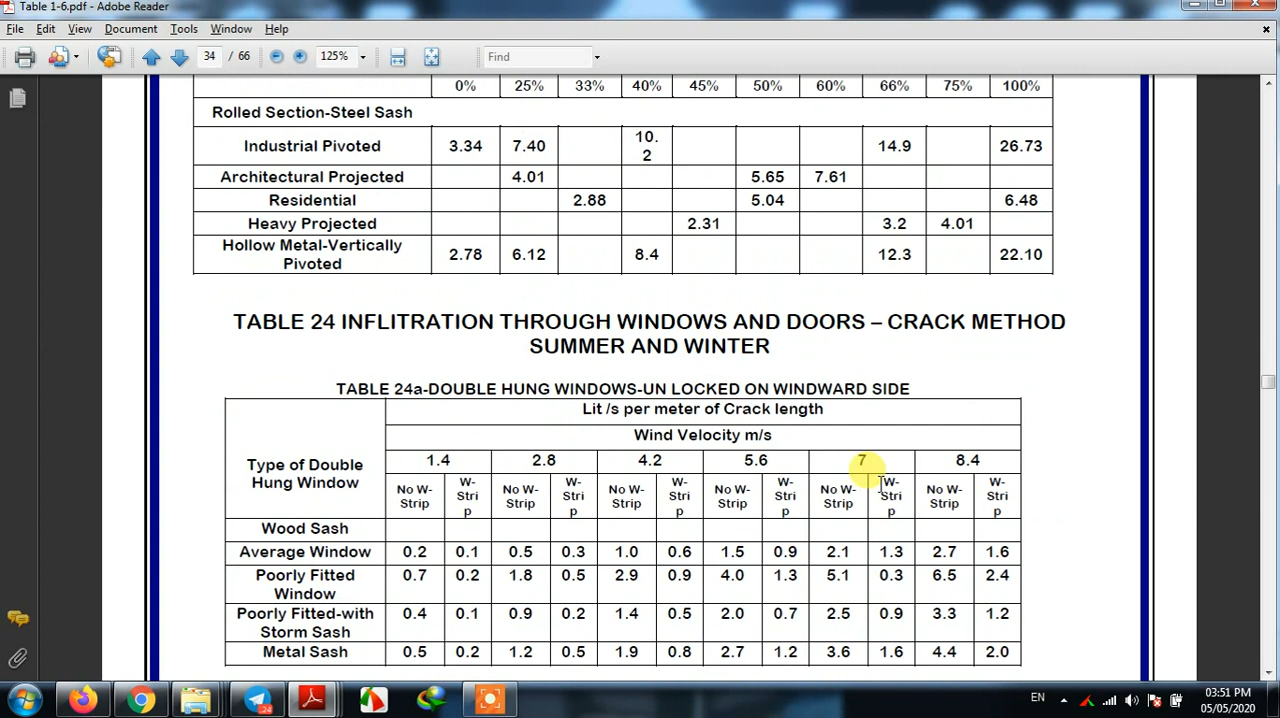 Table 1-6.pdf - Adobe Reader
File Edit View Document Tools Window Help
34 / 66 125% Find
0% 25% 33% 40% 45% 50% 60% 66% 75% 100%
Rolled Section-Steel Sash
Industrial Pivoted 3.34 7.40 10.2 14.9 26.73
Architectural Projected 4.01 5.65 7.61
Residential 2.88 5.04 6.48
Heavy Projected 2.31 3.2 4.01
Hollow Metal-Vertically
Pivoted 2.78 6.12 8.4 12.3 22.10
TABLE 24 INFLITRATION THROUGH WINDOWS AND DOORS – CRACK METHOD
SUMMER AND WINTER
TABLE 24a-DOUBLE HUNG WINDOWS-UN LOCKED ON WINDWARD SIDE
Type of Double
Hung Window
Lit /s per meter of Crack length
Wind Velocity m/s
1.4 2.8 4.2 5.6 7 8.4
No W-Strip W-Strip No W-Strip W-Strip No W-Strip W-Strip No W-Strip W-Strip No W-Strip W-Strip No W-Strip W-Strip
Wood Sash
Average Window 0.2 0.1 0.5 0.3 1.0 0.6 1.5 0.9 2.1 1.3 2.7 1.6
Poorly Fitted
Window 0.7 0.2 1.8 0.5 2.9 0.9 4.0 1.3 5.1 0.3 6.5 2.4
Poorly Fitted-with
Storm Sash 0.4 0.1 0.9 0.2 1.4 0.5 2.0 0.7 2.5 0.9 3.3 1.2
Metal Sash 0.5 0.2 1.2 0.5 1.9 0.8 2.7 1.2 3.6 1.6 4.4 2.0
24
EN
03:51 PM
05/05/2020